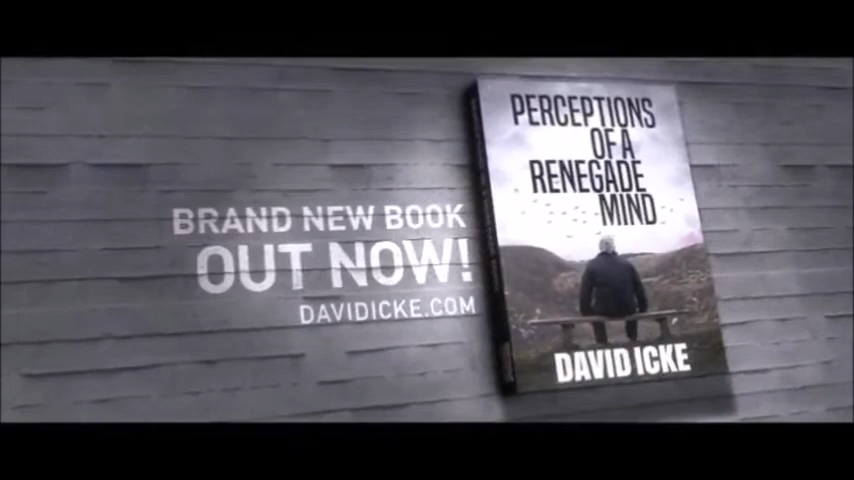 BRAND NEW BOOK
OUT NOW!
DAVIDICKE.COM
PERCEPTIONS
OF A
RENEGADE
MIND
DAVID ICKE